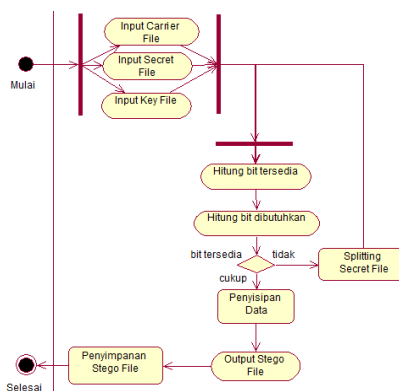 Input Carrier
File
Input Secret
File
Mulai
Input Key File
Hitung bit tersedia
Hitung bit dibutuhkan
bit tersedia
tidak
cukup
Splitting
Secret File
Penyisipan
Data
Penyimpanan
Stego File
Output Stego
File
Selesai